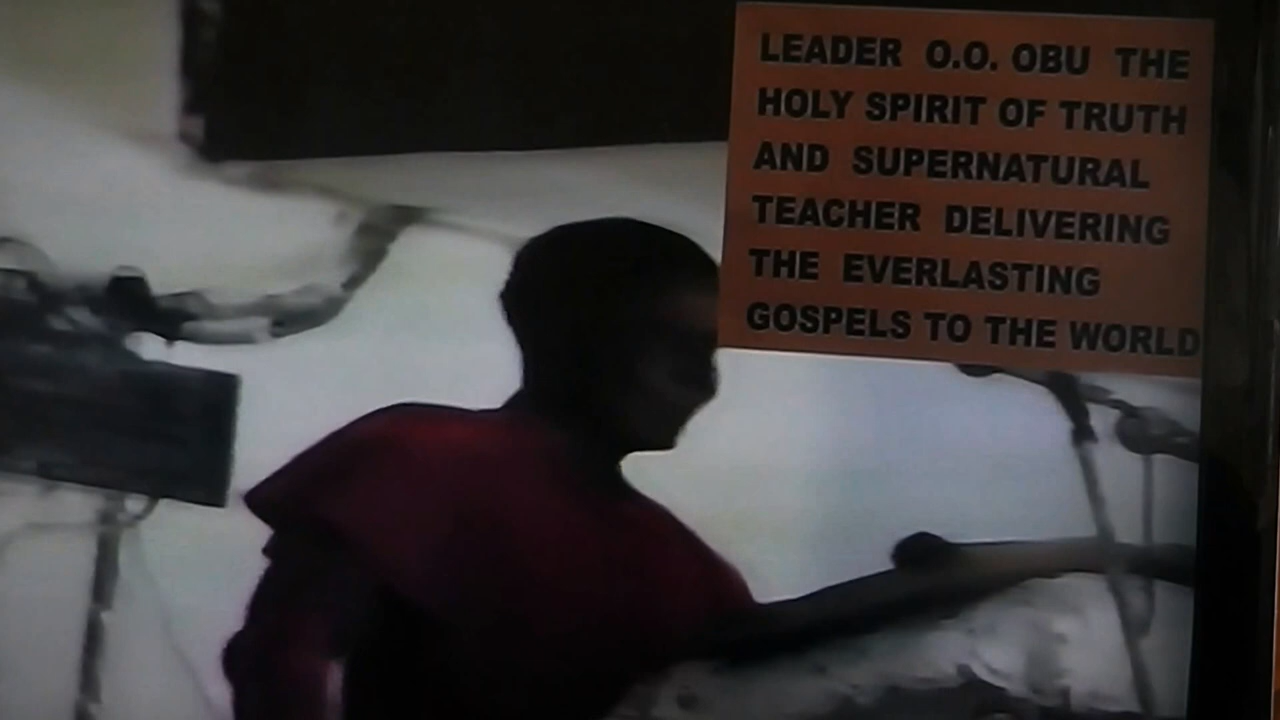 LEADER O.O. OBU THE
HOLY SPIRIT OF TRUTH
AND SUPERNATURAL
TEACHER DELIVERING
THE EVERLASTING
GOSPELS TO THE WORLD